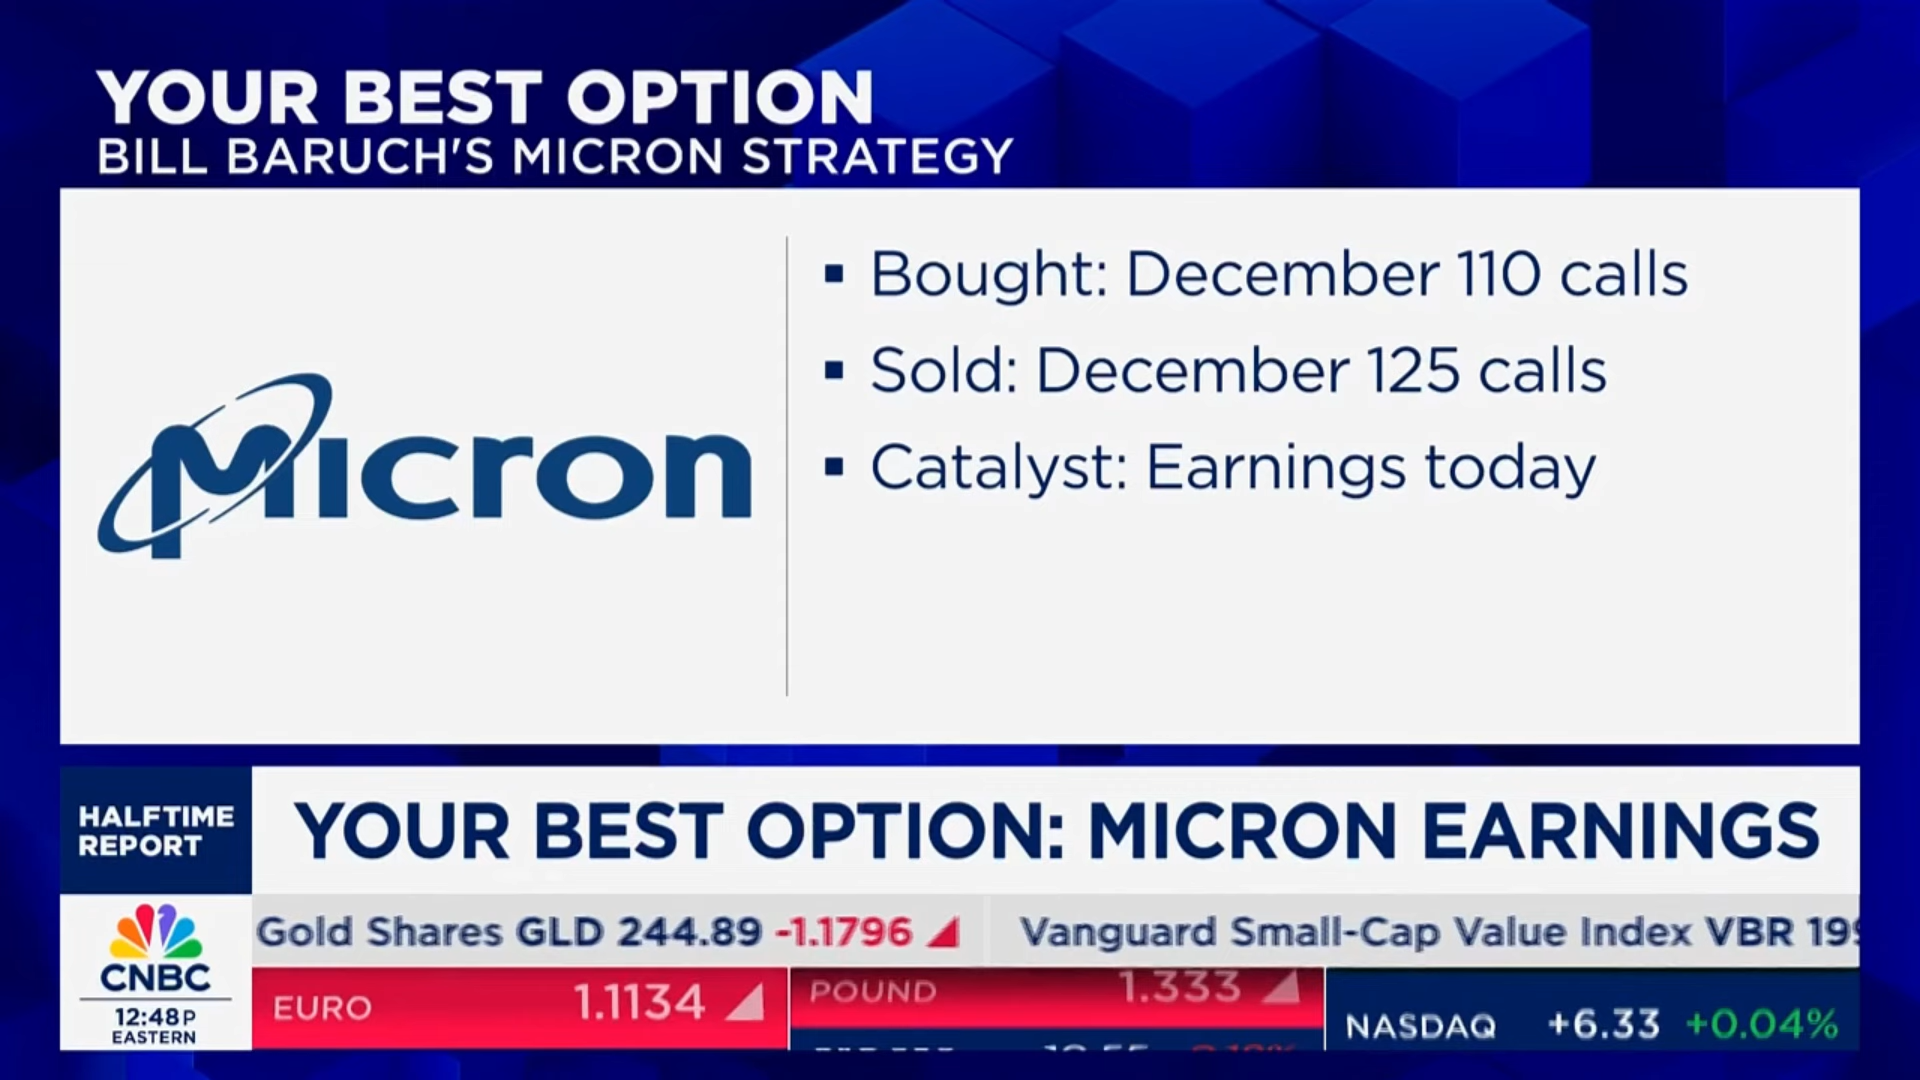 YOUR BEST OPTION
BILL BARUCH'S MICRON STRATEGY
Micron
▪ Bought: December 110 calls
▪ Sold: December 125 calls
▪ Catalyst: Earnings today
HALFTIME
REPORT
YOUR BEST OPTION: MICRON EARNINGS
Gold Shares GLD 244.89 -1.1796
Vanguard Small-Cap Value Index VBR
CNBC
12:48P
EASTERN
EURO 1.1134
POUND 1.333
NASDAQ +6.33 +0.04%